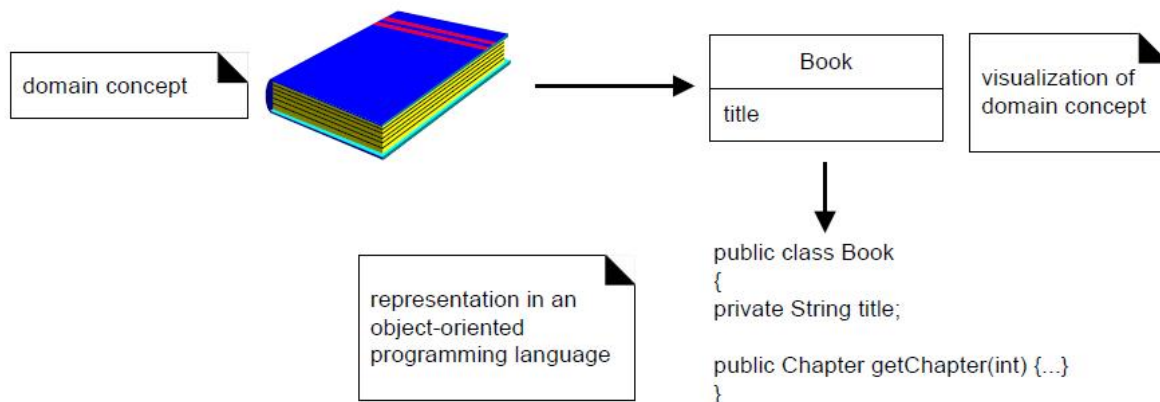 domain concept
Book
title
visualization of
domain concept
representation in an
object-oriented
programming language
public class Book
{
private String title;
public Chapter getChapter(int) {...}
}